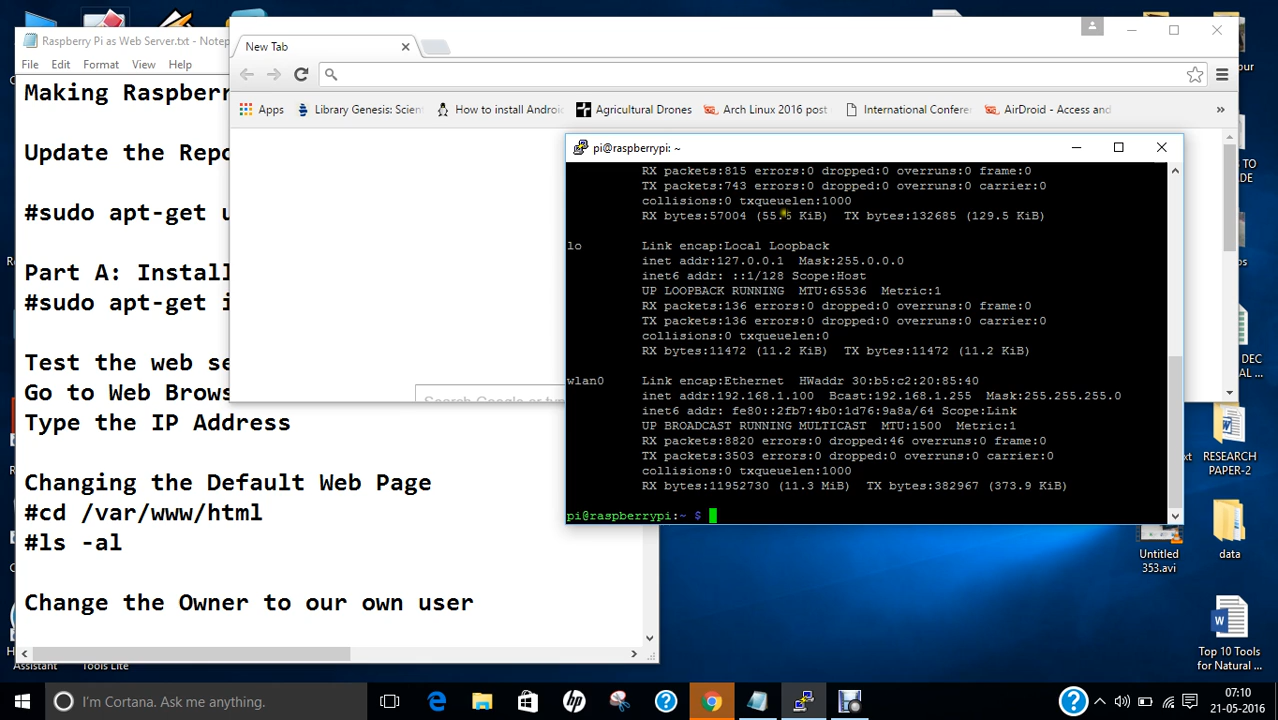 Raspberry Pi as Web Server.txt - Notep
File Edit Format View Help
Making Raspberr
Update the Repo
#sudo apt-get u
Part A: Instal
#sudo apt-get i
Test the web se
Go to Web Brows
Type the IP Address
Changing the Default Web Page
#cd /var/www/html
#ls -al
Change the Owner to our own user
New Tab
Apps Library Genesis: Scien How to install Androi Agricultural Drones Arch Linux 2016 post International Confere AirDroid - Access and
Search Google or typ
pi@raspberrypi: ~
RX packets:815 errors:0 dropped:0 overruns:0 frame:0
TX packets:743 errors:0 dropped:0 overruns:0 carrier:0
collisions:0 txqueuelen:1000
RX bytes:57004 (55.5 KiB) TX bytes:132685 (129.5 KiB)
lo Link encap:Local Loopback
inet addr:127.0.0.1 Mask:255.0.0.0
inet6 addr: ::1/128 Scope:Host
UP LOOPBACK RUNNING MTU:65536 Metric:1
RX packets:136 errors:0 dropped:0 overruns:0 frame:0
TX packets:136 errors:0 dropped:0 overruns:0 carrier:0
collisions:0 txqueuelen:0
RX bytes:11472 (11.2 KiB) TX bytes:11472 (11.2 KiB)
wlan0 Link encap:Ethernet HWaddr 30:b5:c2:20:85:40
inet addr:192.168.1.100 Bcast:192.168.1.255 Mask:255.255.255.0
inet6 addr: fe80::2fb7:4b0:1d76:9a8a/64 Scope:Link
UP BROADCAST RUNNING MULTICAST MTU:1500 Metric:1
RX packets:8820 errors:0 dropped:46 overruns:0 frame:0
TX packets:3503 errors:0 dropped:0 overruns:0 carrier:0
collisions:0 txqueuelen:1000
RX bytes:11952730 (11.3 MiB) TX bytes:382967 (373.9 KiB)
pi@raspberrypi:~ $
RESEARCH
PAPER-2
Untitled
353.avi
data
Top 10 Tools
for Natural ...
Assistant
Tools Lite
I'm Cortana. Ask me anything.
07:10
21-05-2016